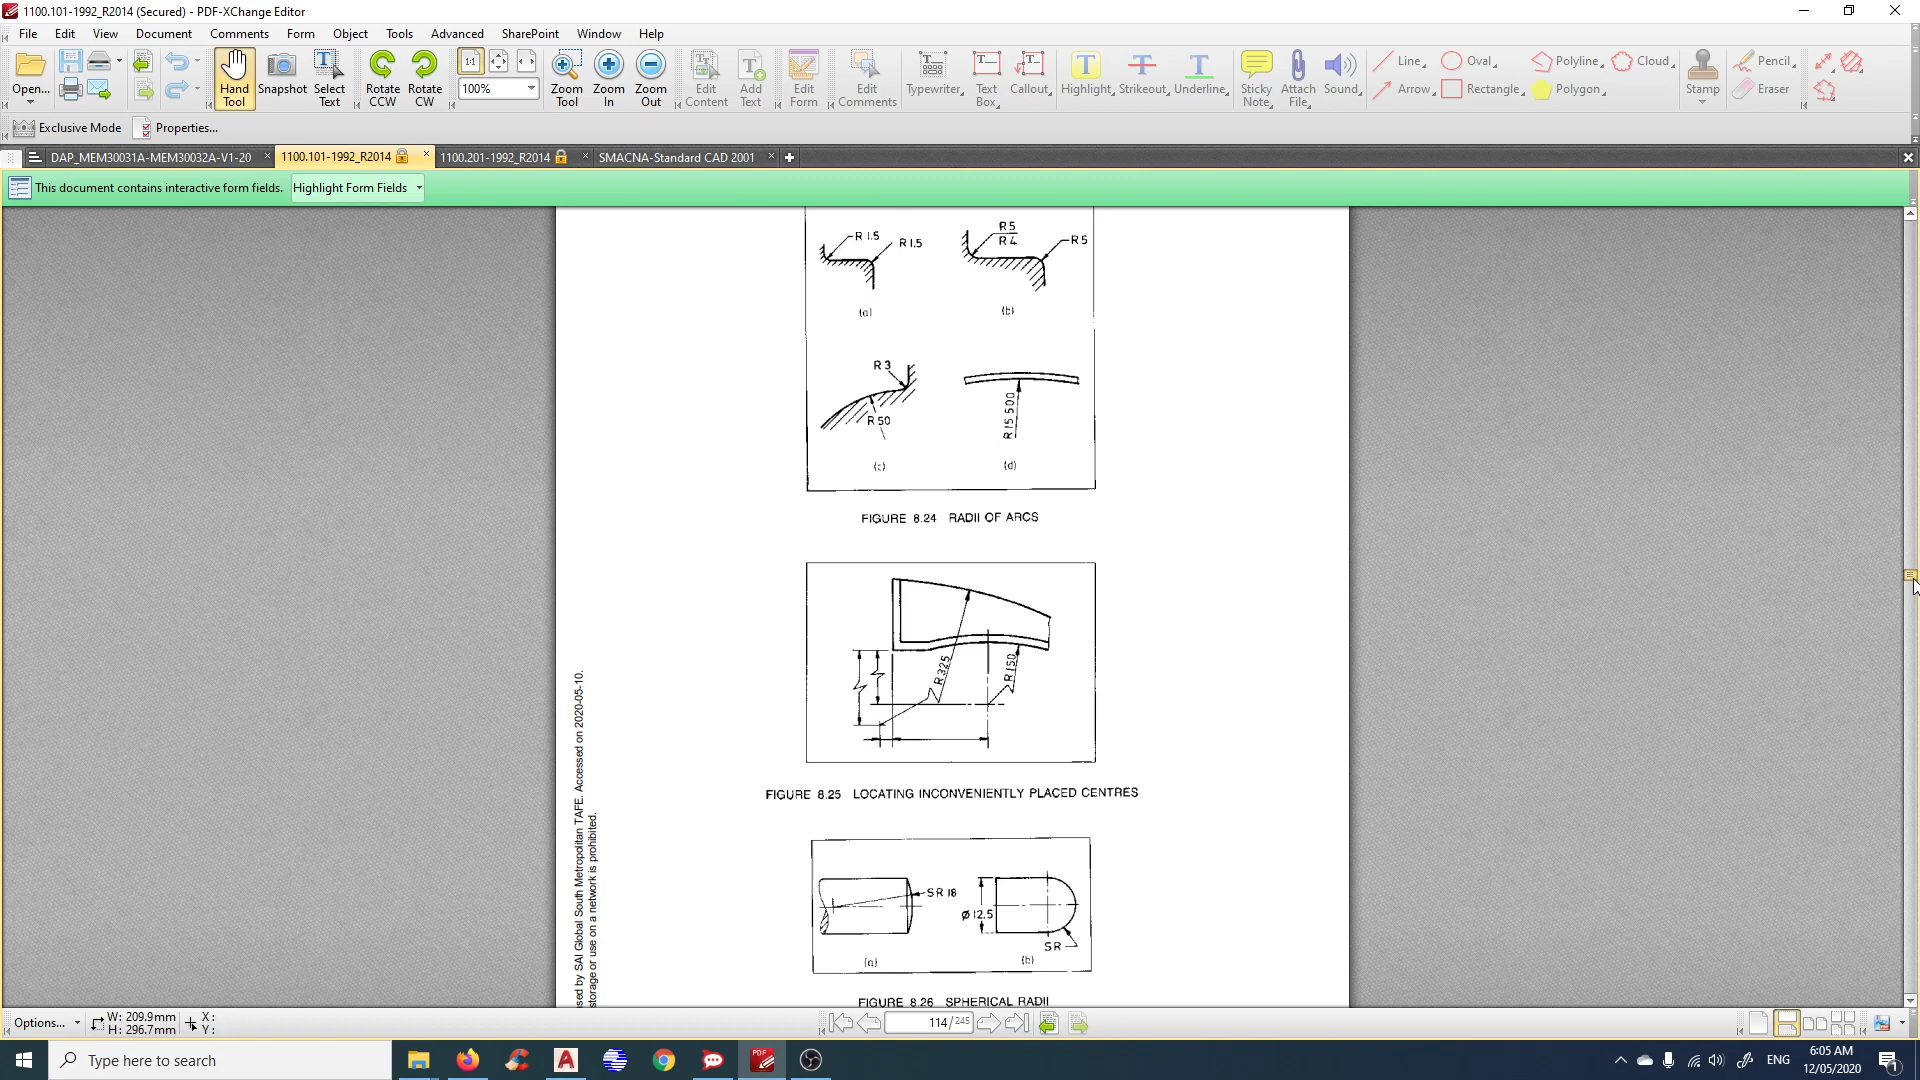 1100.101-1992_R2014 (Secured) - PDF-XChange Editor
File Edit View Document Comments Form Object Tools Advanced SharePoint Window Help
Open...
Hand Tool
Snapshot
Select Text
Rotate CCW
Rotate CW
1:1
100%
Zoom Tool
Zoom In
Zoom Out
Edit Content
Add Text
Edit Form
Edit Comments
Typewriter
Text Box
Callout
Highlight
Strikeout
Underline
Sticky Note
Attach File
Sound
Line
Arrow
Oval
Rectangle
Polyline
Polygon
Cloud
Stamp
Pencil
Eraser
Exclusive Mode Properties...
DAP_MEM30031A-MEM30032A-V1-20 1100.101-1992_R2014 1100.201-1992_R2014 SMACNA-Standard CAD 2001
This document contains interactive form fields. Highlight Form Fields
R 1.5
R 1.5
R 5
R 4
R 5
(a)
(b)
R 3
R 50
R 15 500
(c)
(d)
FIGURE 8.24 RADII OF ARCS
R 325
R 150
FIGURE 8.25 LOCATING INCONVENIENTLY PLACED CENTRES
SR 18
Ø 12.5
SR
(a)
(b)
FIGURE 8.26 SPHERICAL RADII
sed by SAI Global South Metropolitan TAFE. Accessed on 2020-05-10.
storage or use on a network is prohibited.
Options...
W: 209.9mm
H: 296.7mm
X:
Y:
114 / 245
Type here to search
PDF
ENG
6:05 AM
12/05/2020
1